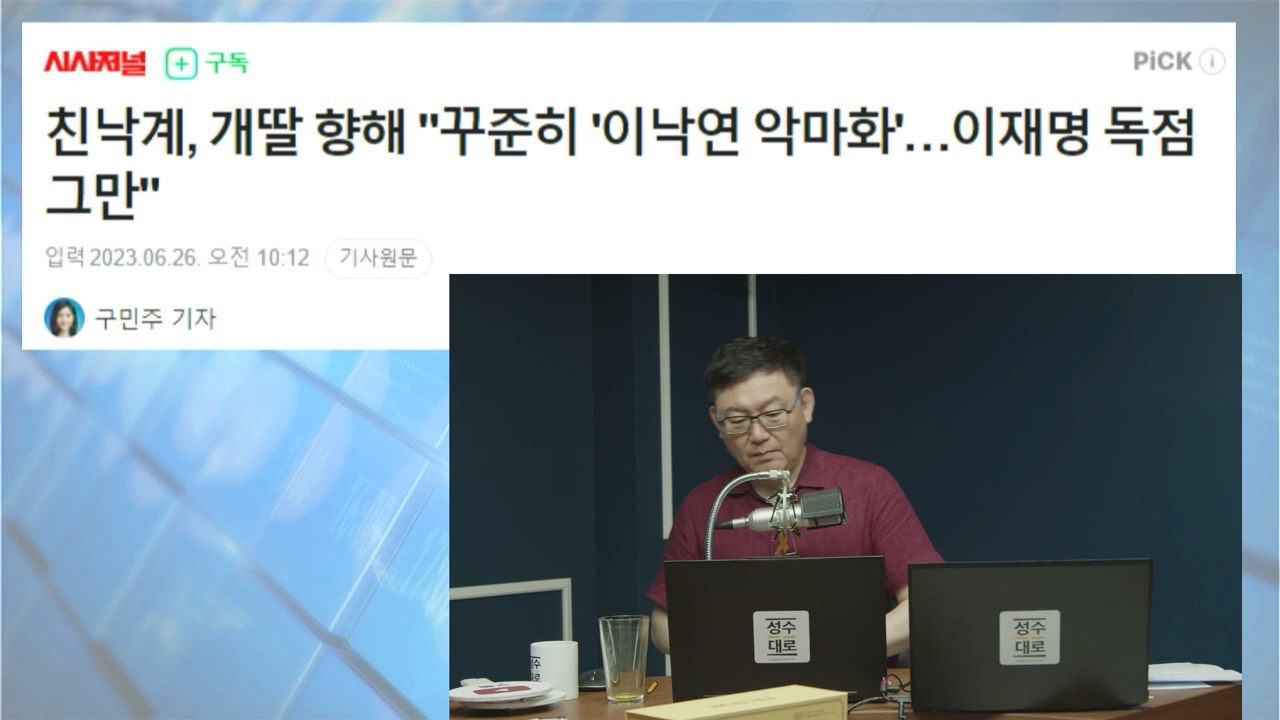 시사저널 + 구독
PiCK i
친낙계, 개딸 향해 "꾸준히 '이낙연 악마화'…이재명 독점
그만"
입력 2023.06.26. 오전 10:12 기사원문
구민주 기자
성수
대로
성수
대로
성수